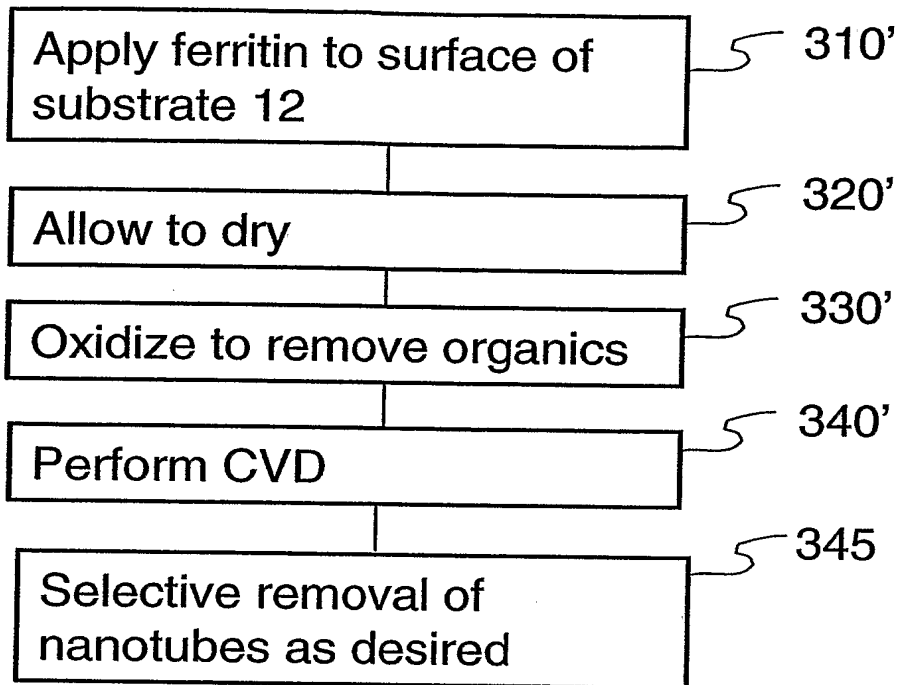 Apply ferritin to surface of
substrate 12
310'
Allow to dry
320'
Oxidize to remove organics
330'
Perform CVD
340'
Selective removal of
nanotubes as desired
345